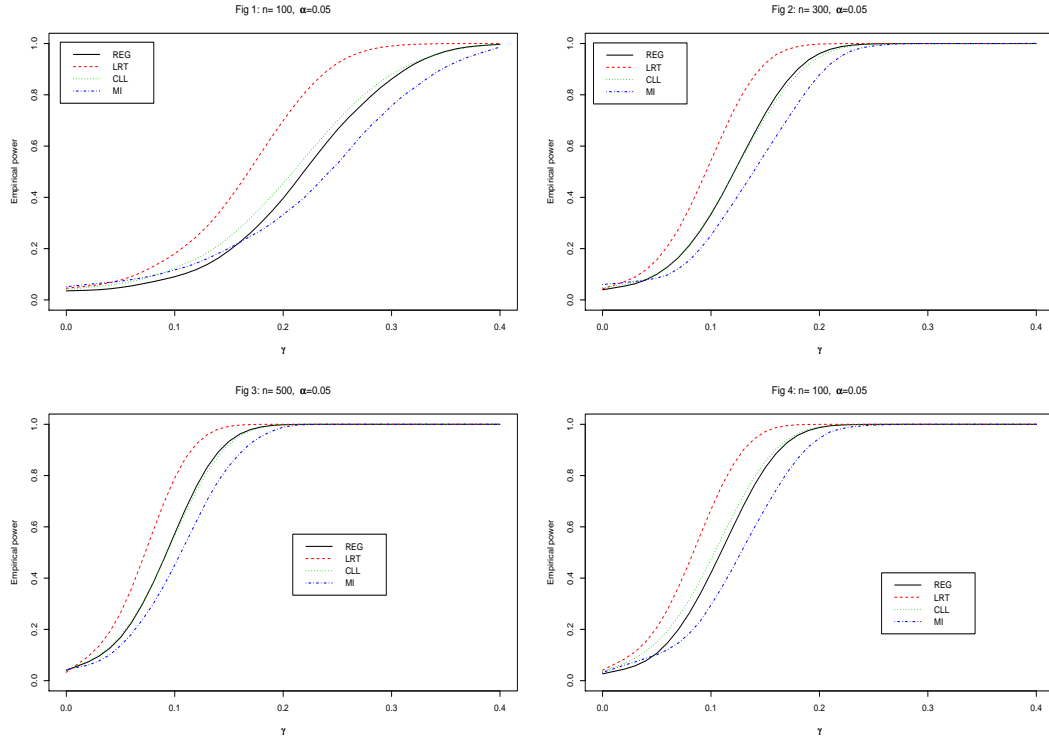 Fig 1: n= 100, α=0.05
REG
LRT
CLL
MI
Empirical power
0.0 0.2 0.4 0.6 0.8 1.0
0.0 0.1 0.2 0.3 0.4
γ
Fig 2: n= 300, α=0.05
REG
LRT
CLL
MI
Empirical power
0.0 0.2 0.4 0.6 0.8 1.0
0.0 0.1 0.2 0.3 0.4
γ
Fig 3: n= 500, α=0.05
REG
LRT
CLL
MI
Empirical power
0.0 0.2 0.4 0.6 0.8 1.0
0.0 0.1 0.2 0.3 0.4
γ
Fig 4: n= 100, α=0.05
REG
LRT
CLL
MI
Empirical power
0.0 0.2 0.4 0.6 0.8 1.0
0.0 0.1 0.2 0.3 0.4
γ